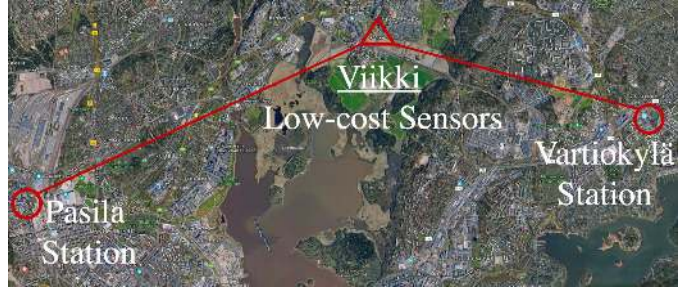 Viikki
Low-cost Sensors
Vartiokylä
Station
Pasila
Station